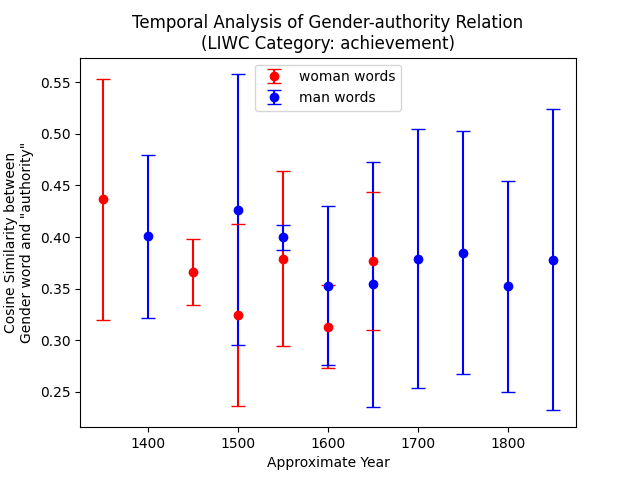 Temporal Analysis of Gender-authority Relation
(LIWC Category: achievement)
woman words
man words
Cosine Similarity between
Gender word and "authority"
0.55
0.50
0.45
0.40
0.35
0.30
0.25
1400 1500 1600 1700 1800
Approximate Year